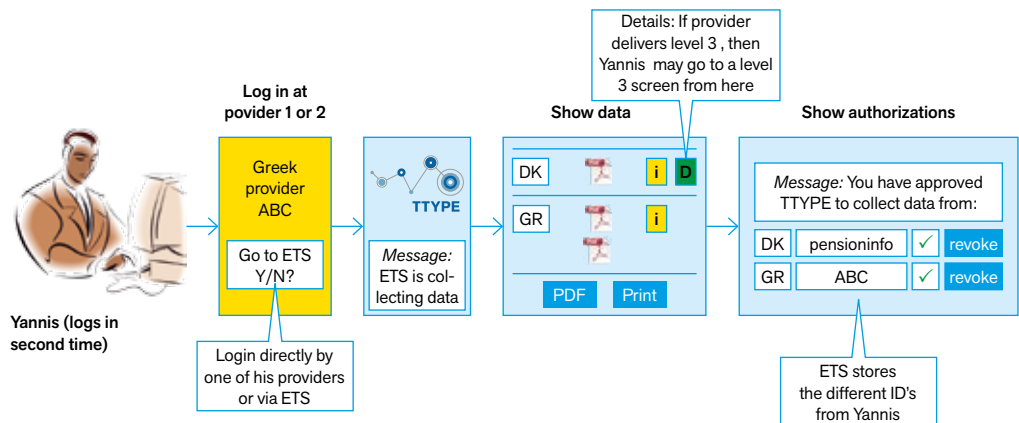 Details: If provider
delivers level 3 , then
Yannis may go to a level
3 screen from here
Log in at
povider 1 or 2
Show data
Show authorizations
Greek
provider
ABC
Go to ETS
Y/N?
TTYPE
Message:
ETS is col-
lecting data
DK
PDF
i
D
GR
PDF
i
PDF
PDF
Print
Message: You have approved
TTYPE to collect data from:
DK
pensioninfo
✓
revoke
GR
ABC
✓
revoke
Yannis (logs in
second time)
Login directly by
one of his providers
or via ETS
ETS stores
the different ID's
from Yannis